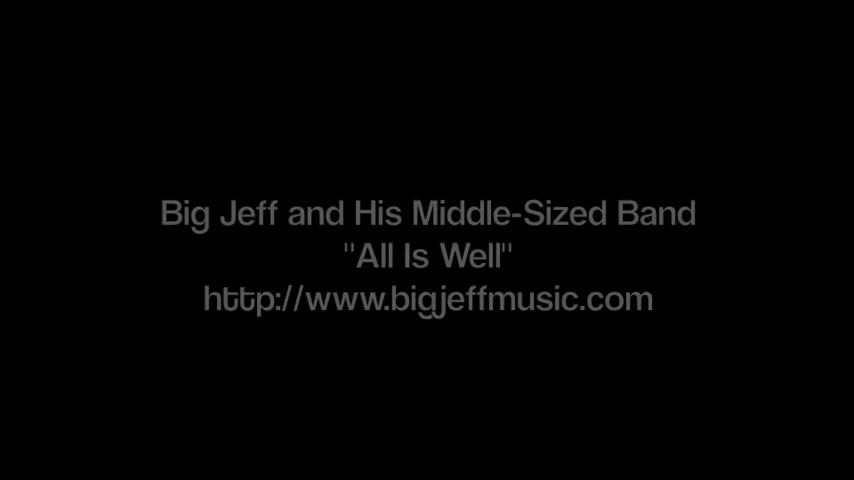 Big Jeff and His Middle-Sized Band
"All Is Well"
http://www.bigjeffmusic.com